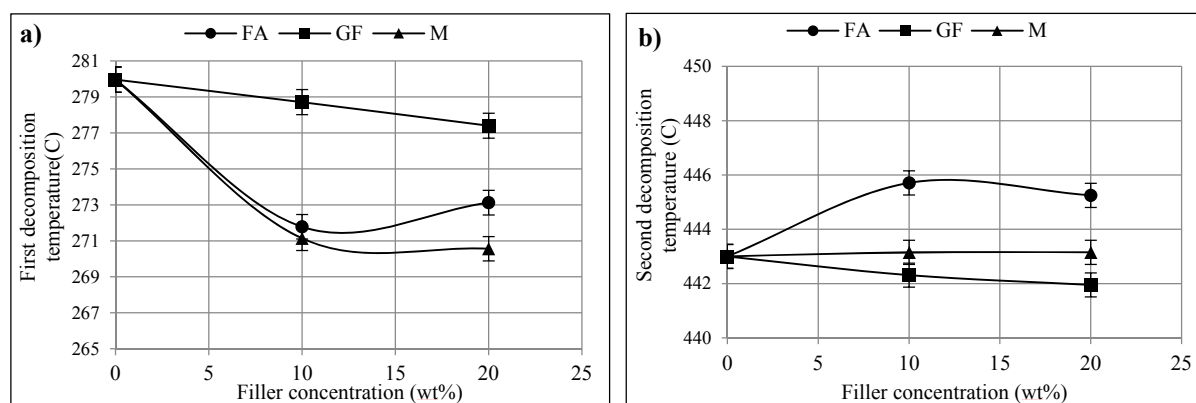 a)
FA GF M
281
279
277
275
273
271
269
267
265
First decomposition
temperature(C)
0 5 10 15 20 25
Filler concentration (wt%)
b)
FA GF M
450
448
446
444
442
440
Second decomposition
temperature (C)
0 5 10 15 20 25
Filler concentration (wt%)